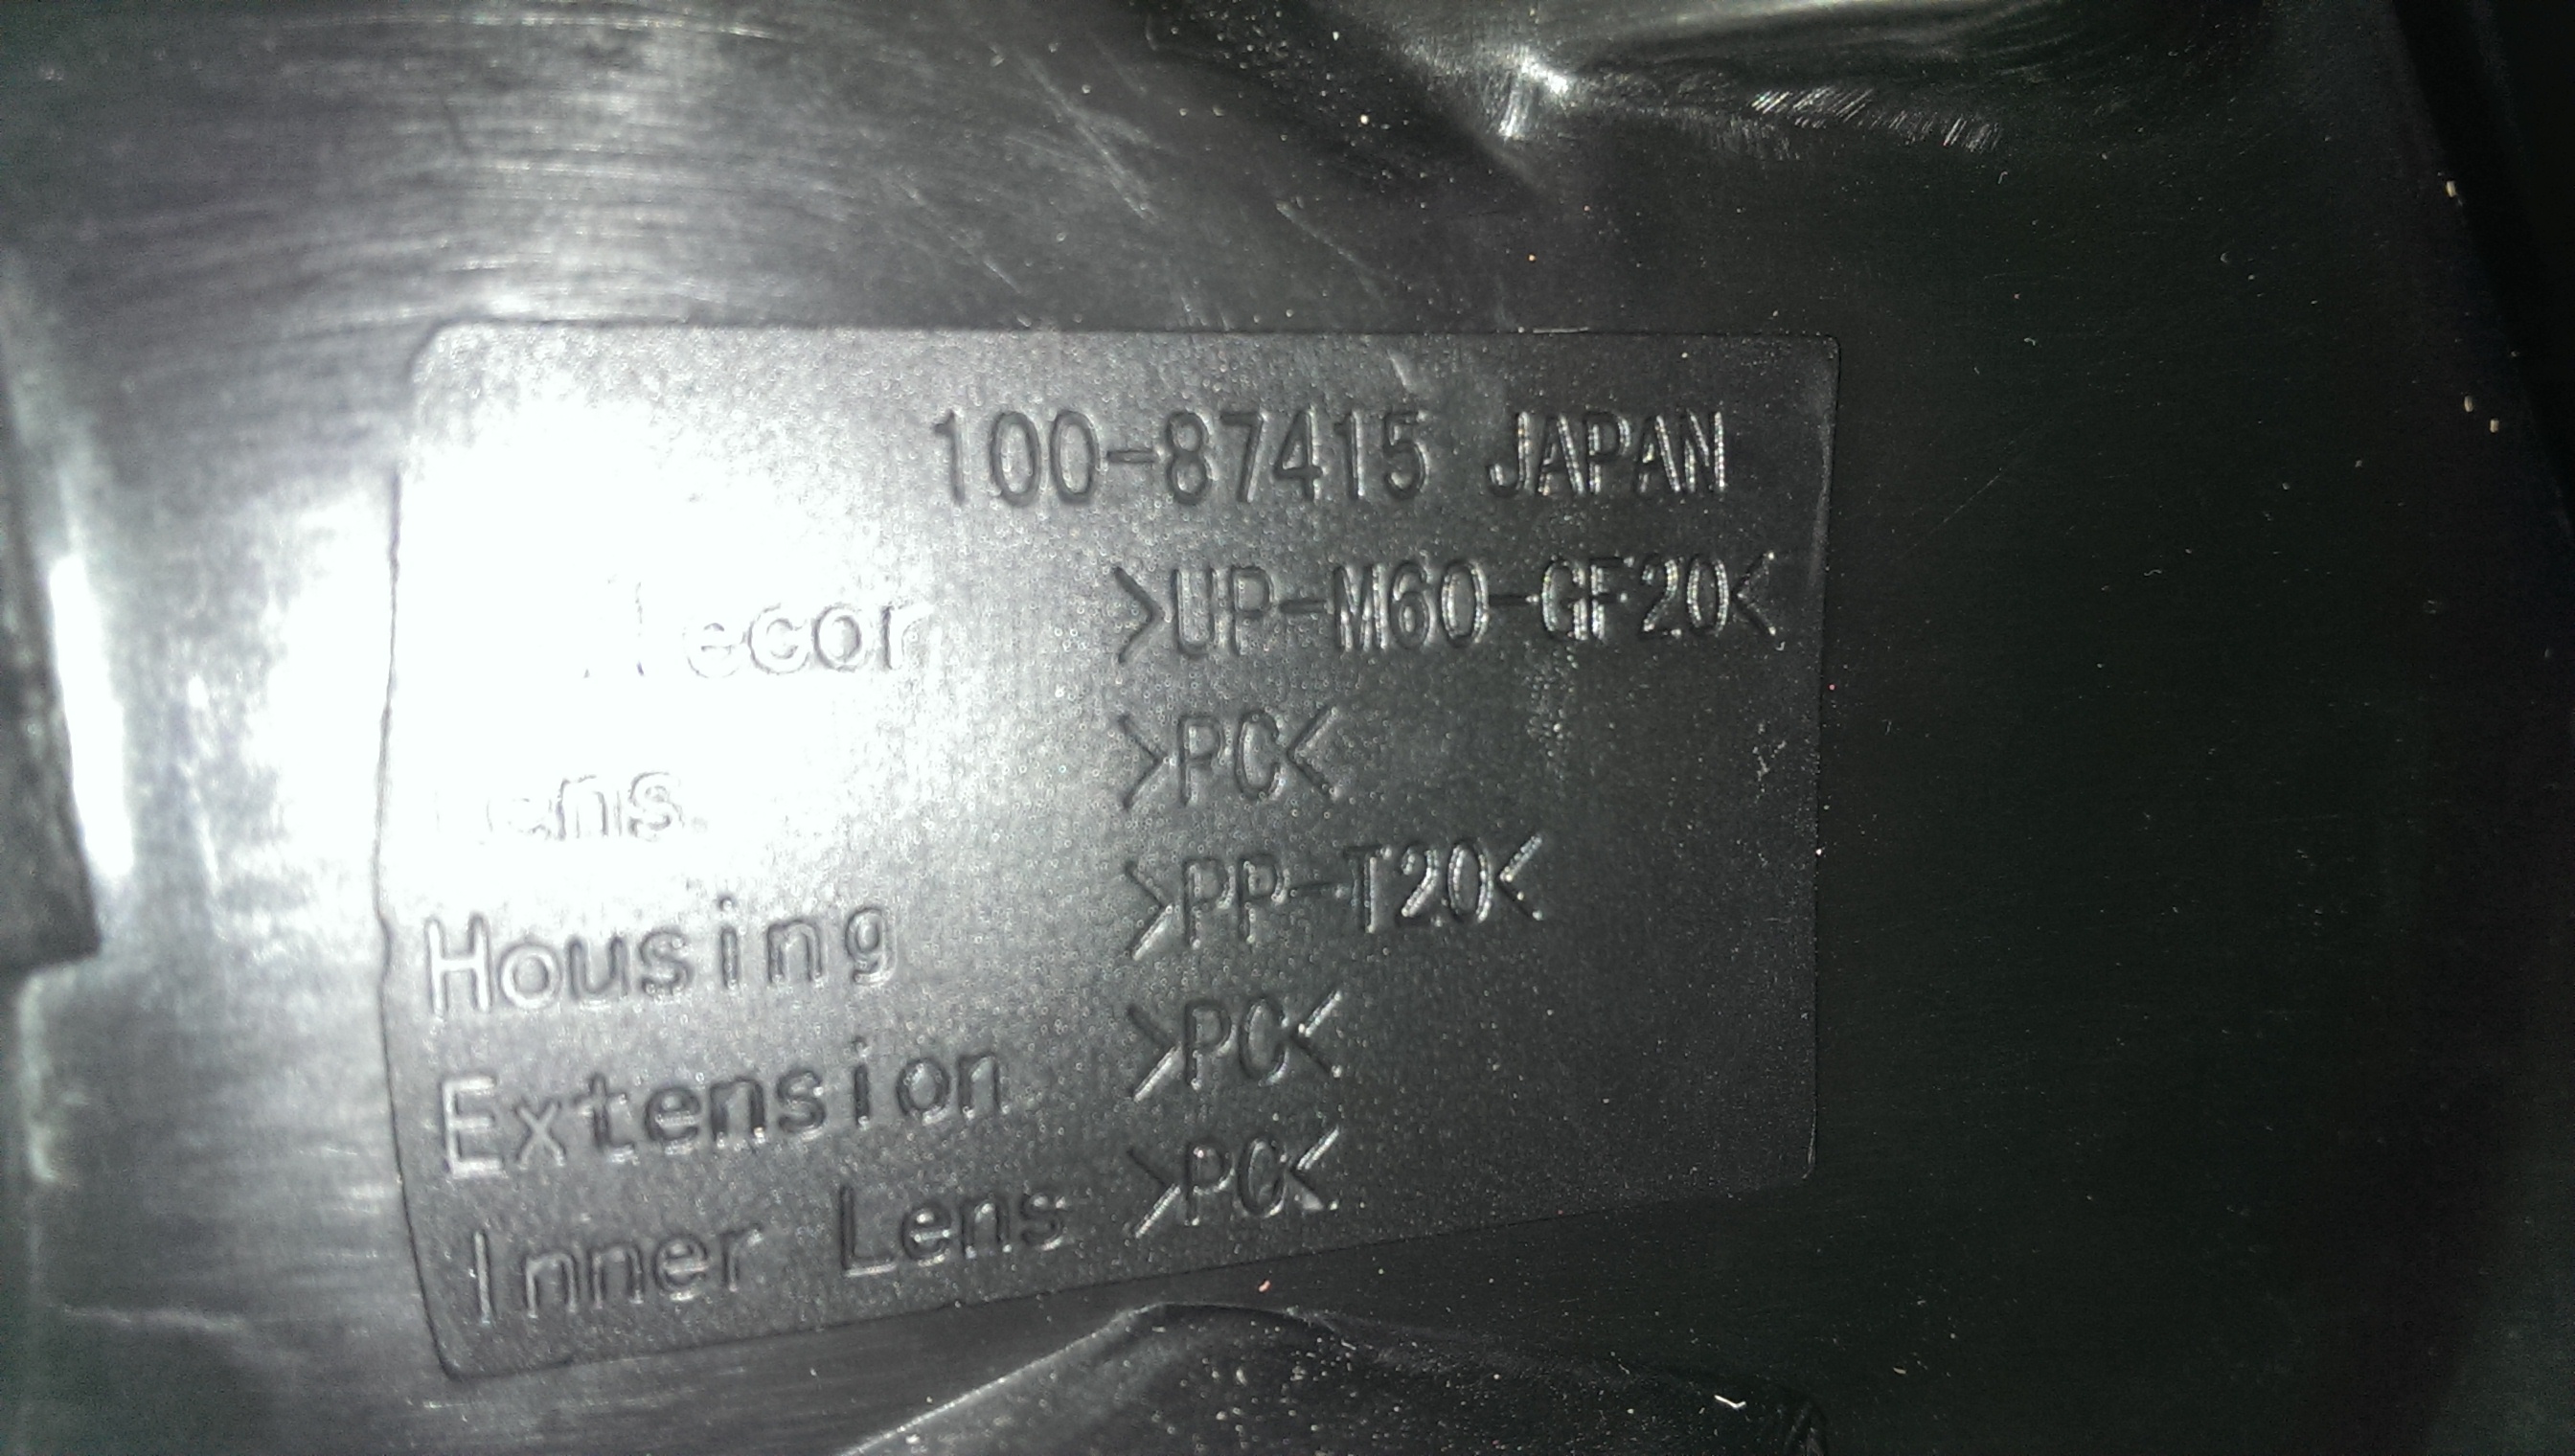 100-87415 JAPAN
>UP-M60-GF20<
>PC<
Housing >PP-T20<
Extension >PC<
Inner Lens >PC<